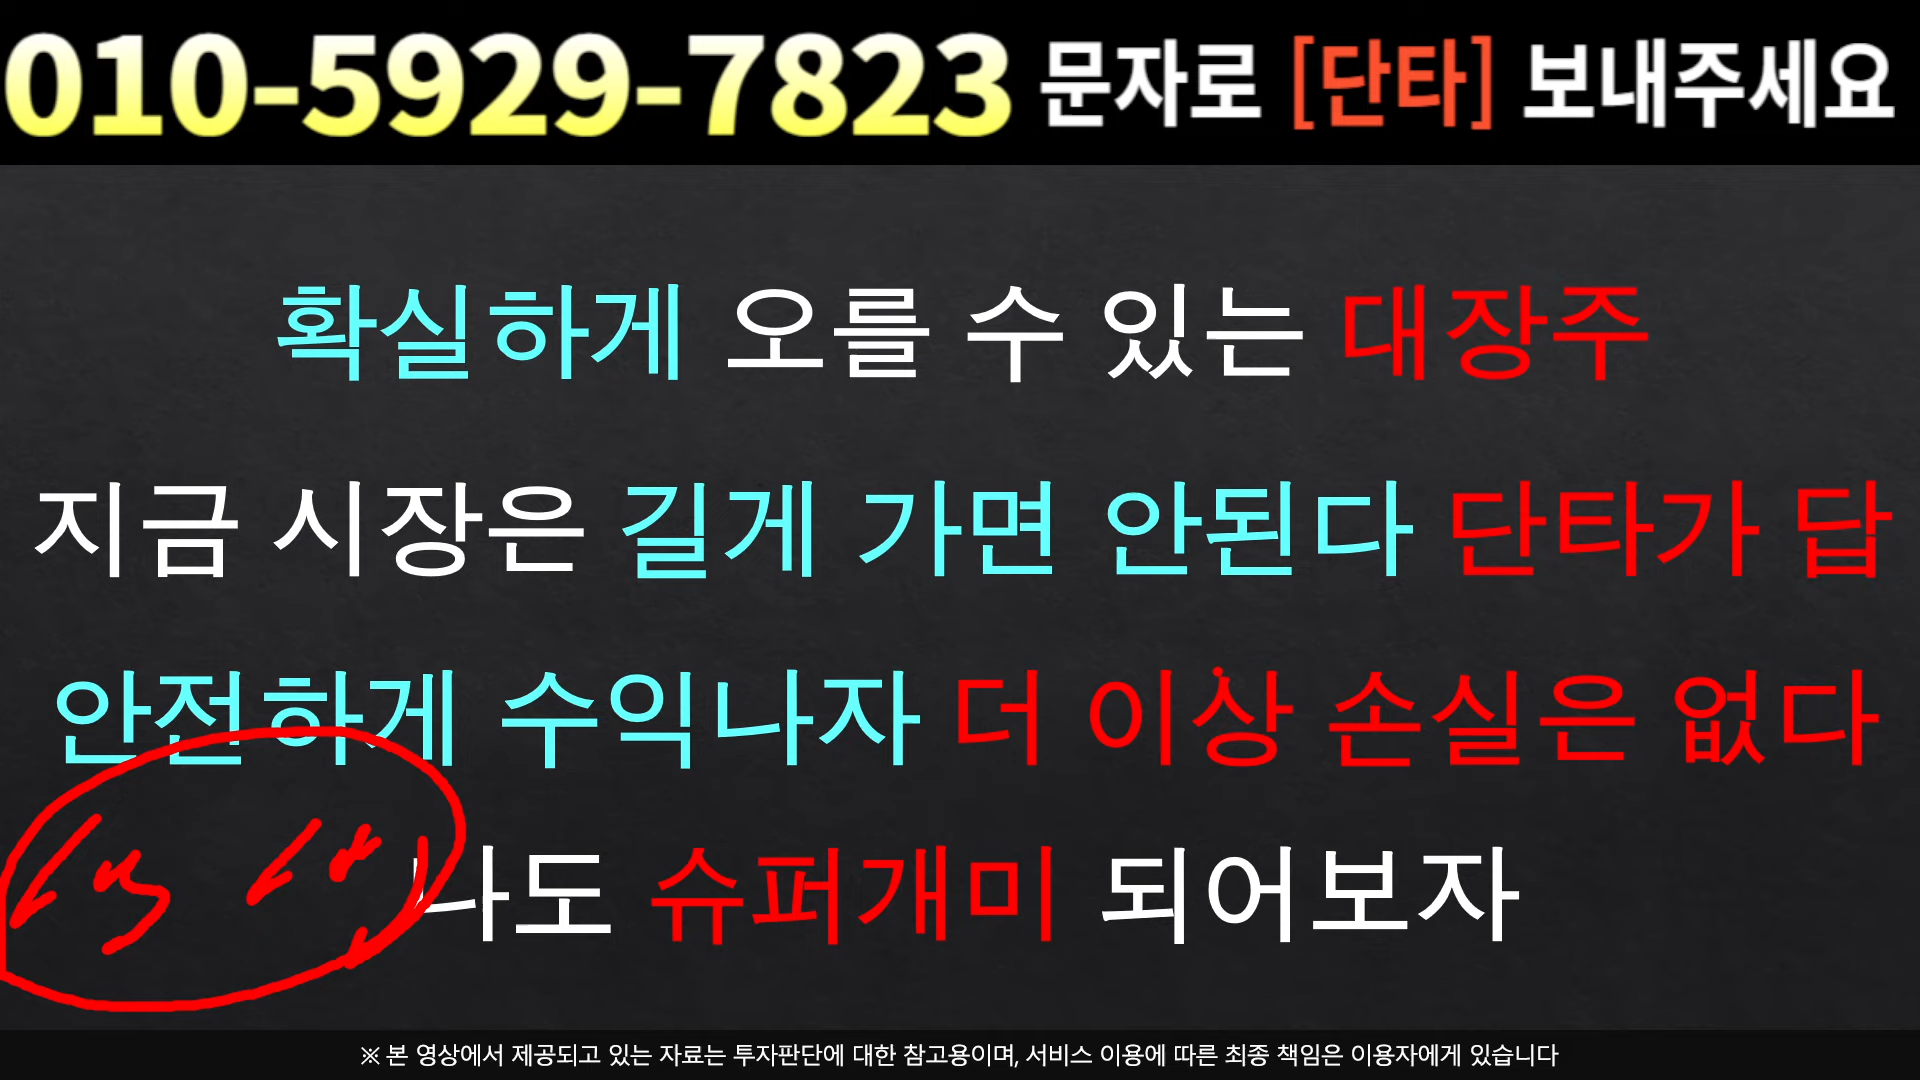 010-5929-7823 문자로 [단타] 보내주세요
확실하게 오를 수 있는 대장주
지금 시장은 길게 가면 안된다 단타가 답
안전하게 수익나자 더 이상 손실은 없다
나도 슈퍼개미 되어보자
※ 본 영상에서 제공되고 있는 자료는 투자판단에 대한 참고용이며, 서비스 이용에 따른 최종 책임은 이용자에게 있습니다